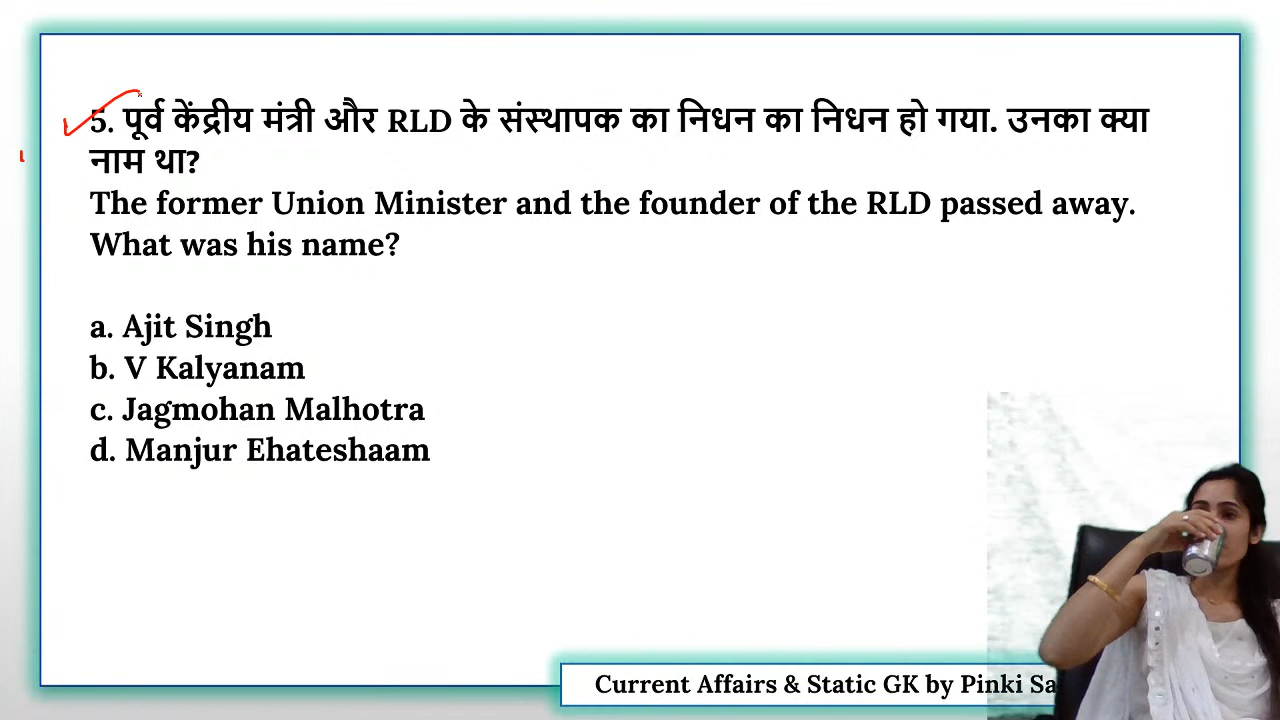 5. पूर्व केंद्रीय मंत्री और RLD के संस्थापक का निधन का निधन हो गया. उनका क्या
नाम था?
The former Union Minister and the founder of the RLD passed away.
What was his name?
a. Ajit Singh
b. V Kalyanam
c. Jagmohan Malhotra
d. Manjur Ehateshaam
Current Affairs & Static GK by Pinki